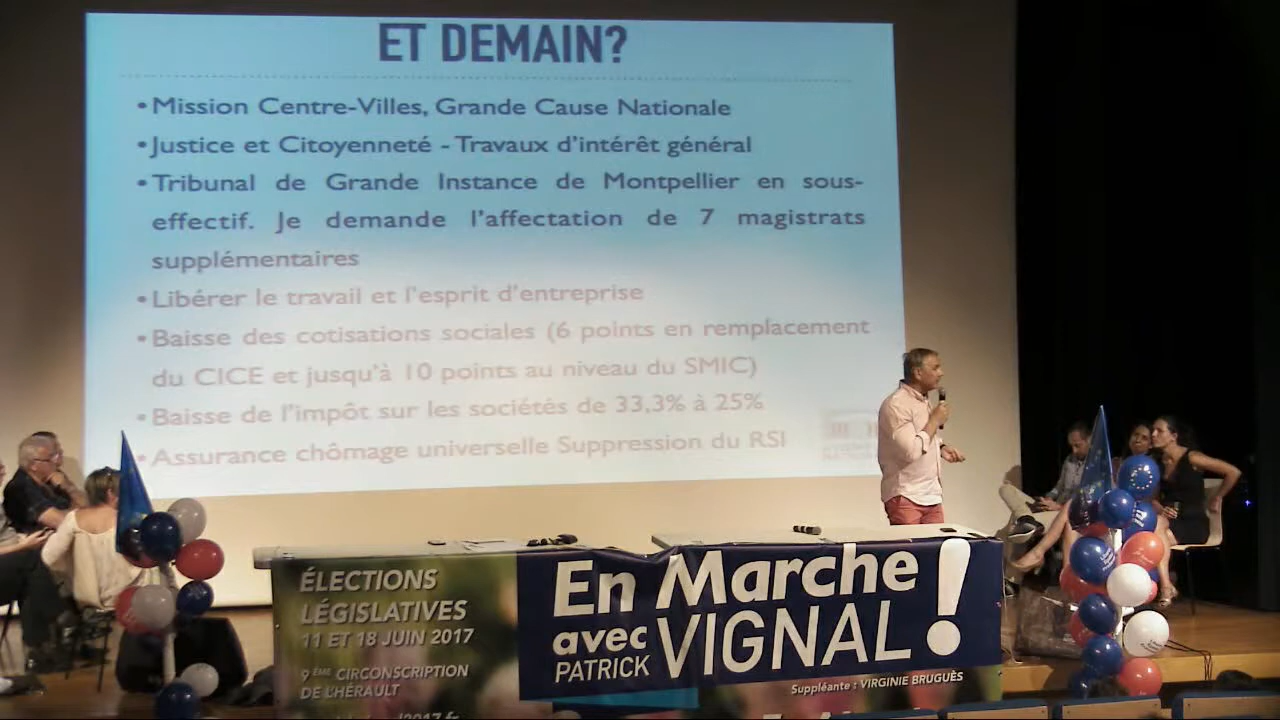 ET DEMAIN?
•Mission Centre-Villes, Grande Cause Nationale
•Justice et Citoyenneté - Travaux d'intérêt général
•Tribunal de Grande Instance de Montpellier en sous-
effectif. Je demande l'affectation de 7 magistrats
supplémentaires
•Libérer le travail et l'esprit d'entreprise
•Baisse des cotisations sociales (6 points en remplacement
du CICE et jusqu'à 10 points au niveau du SMIC)
•Baisse de l'impôt sur les sociétés de 33,3% à 25%
•Assurance chômage universelle Suppression du RSI
ÉLECTIONS
LÉGISLATIVES
11 ET 18 JUIN 2017
9ÈME CIRCONSCRIPTION
DE L'HÉRAULT
En Marche !
avec
PATRICK VIGNAL
Suppléante : VIRGINIE BRUGUÈS